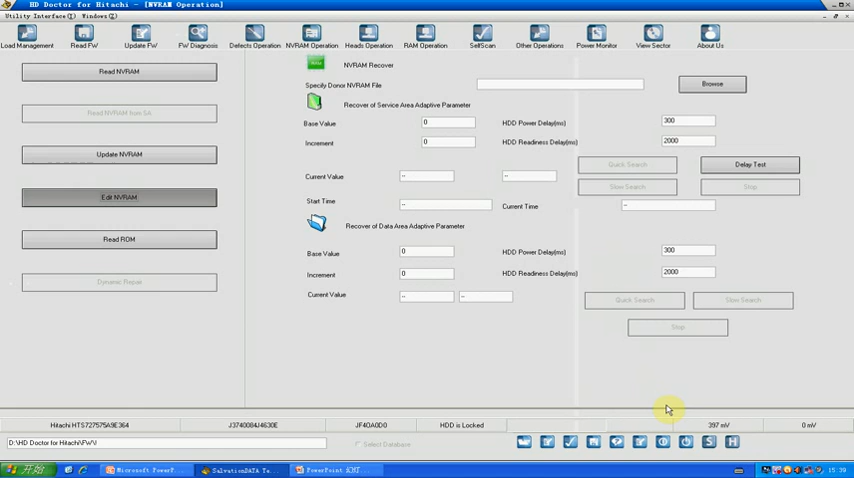 HD Doctor for Hitachi - [NVRAM Operation]
Utility Interface(I) Windows(Z)
Load Management Read FW Update FW FW Diagnosis Defects Operation NVRAM Operation Heads Operation RAM Operation SelfScan Other Operations Power Monitor View Sector About Us
Read NVRAM
Read NVRAM from SA
Update NVRAM
Edit NVRAM
Read ROM
Dynamic Repair
NVRAM Recover
Specify Donor NVRAM File Browse
Recover of Service Area Adaptive Parameter
Base Value 0 HDD Power Delay(ms) 300
Increment 0 HDD Readiness Delay(ms) 2000
Quick Search Delay Test
Current Value -- --
Slow Search Stop
Start Time -- Current Time --
Recover of Data Area Adaptive Parameter
Base Value 0 HDD Power Delay(ms) 300
Increment 0 HDD Readiness Delay(ms) 2000
Current Value -- -- Quick Search Slow Search
Stop
Hitachi HTS727575A9E364 J3740084J4630E JF4OA0D0 HDD is Locked 397 mV 0 mV
D:\HD Doctor for Hitachi\FW\I Select Database
开始 Microsoft PowerP... SalvationDATA Te... PowerPoint 幻灯... 15:39